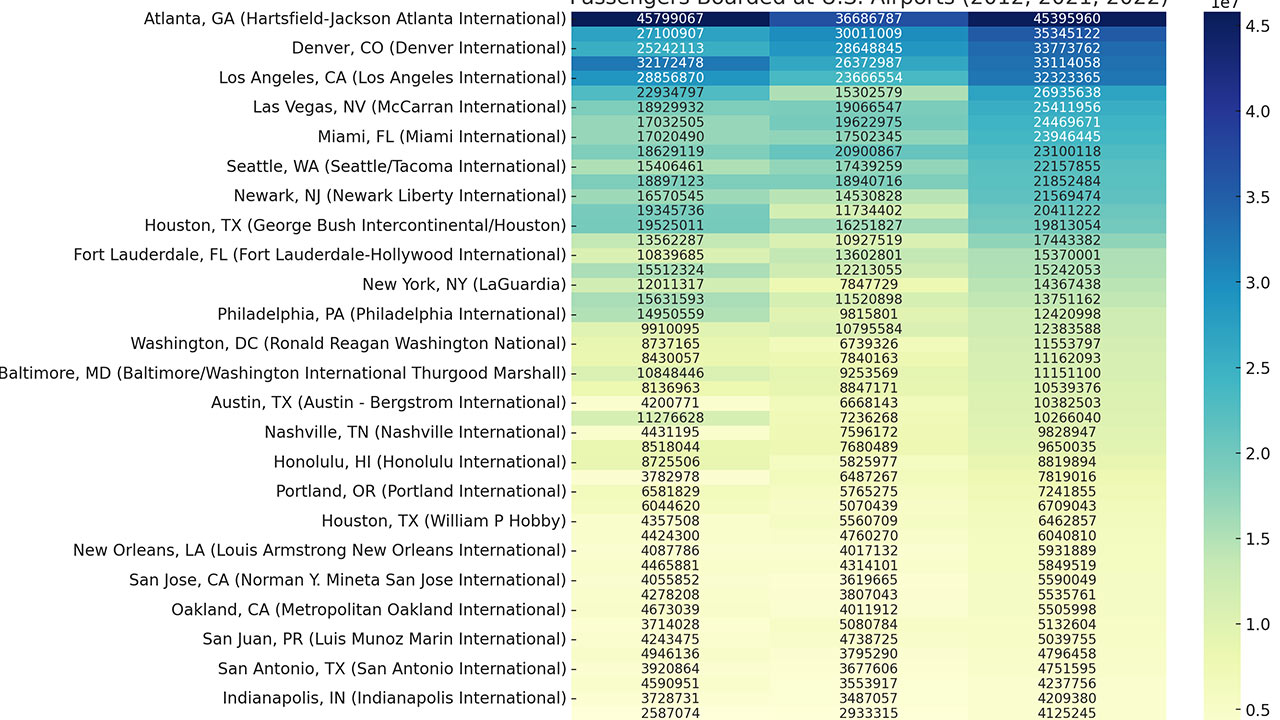 Passengers Boarded at U.S. Airports (2012, 2021, 2022)
1e7
Atlanta, GA (Hartsfield-Jackson Atlanta International) 45799067 36686787 45395960
27100907 30011009 35345122
Denver, CO (Denver International) 25242113 28648845 33773762
32172478 26372987 33114058
Los Angeles, CA (Los Angeles International) 28856870 23666554 32323365
22934797 15302579 26935638
Las Vegas, NV (McCarran International) 18929932 19066547 25411956
17032505 19622975 24469671
Miami, FL (Miami International) 17020490 17502345 23946445
18629119 20900867 23100118
Seattle, WA (Seattle/Tacoma International) 15406461 17439259 22157855
18897123 18940716 21852484
Newark, NJ (Newark Liberty International) 16570545 14530828 21569474
19345736 11734402 20411222
Houston, TX (George Bush Intercontinental/Houston) 19525011 16251827 19813054
13562287 10927519 17443382
Fort Lauderdale, FL (Fort Lauderdale-Hollywood International) 10839685 13602801 15370001
15512324 12213055 15242053
New York, NY (LaGuardia) 12011317 7847729 14367438
15631593 11520898 13751162
Philadelphia, PA (Philadelphia International) 14950559 9815801 12420998
9910095 10795584 12383588
Washington, DC (Ronald Reagan Washington National) 8737165 6739326 11553797
8430057 7840163 11162093
Baltimore, MD (Baltimore/Washington International Thurgood Marshall) 10848446 9253569 11151100
8136963 8847171 10539376
Austin, TX (Austin - Bergstrom International) 4200771 6668143 10382503
11276628 7236268 10266040
Nashville, TN (Nashville International) 4431195 7596172 9828947
8518044 7680489 9650035
Honolulu, HI (Honolulu International) 8725506 5825977 8819894
3782978 6487267 7819016
Portland, OR (Portland International) 6581829 5765275 7241855
6044620 5070439 6709043
Houston, TX (William P Hobby) 4357508 5560709 6462857
4424300 4760270 6040810
New Orleans, LA (Louis Armstrong New Orleans International) 4087786 4017132 5931889
4465881 4314101 5849519
San Jose, CA (Norman Y. Mineta San Jose International) 4055852 3619665 5590049
4278208 3807043 5535761
Oakland, CA (Metropolitan Oakland International) 4673039 4011912 5505998
3714028 5080784 5132604
San Juan, PR (Luis Munoz Marin International) 4243475 4738725 5039755
4946136 3795290 4796458
San Antonio, TX (San Antonio International) 3920864 3677606 4751595
4590951 3553917 4237756
Indianapolis, IN (Indianapolis International) 3728731 3487057 4209380
2587074 2933315 4125245
4.5
4.0
3.5
3.0
2.5
2.0
1.5
1.0
0.5